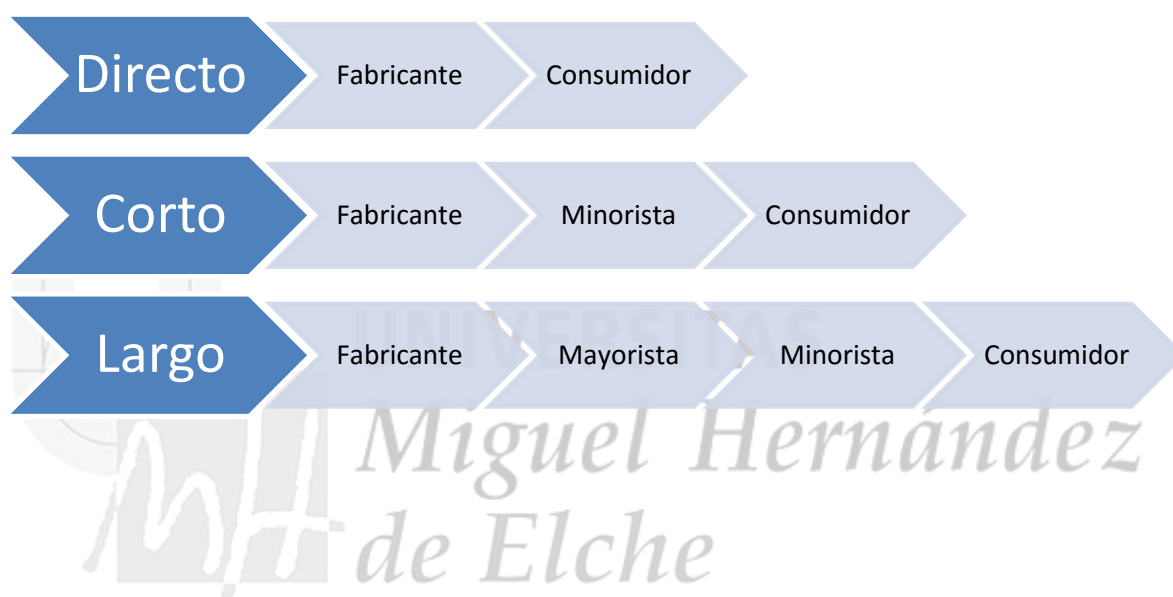 Directo Fabricante Consumidor
Corto Fabricante Minorista Consumidor
Largo Fabricante Mayorista Minorista Consumidor
UNIVERSITAS
Miguel Hernández
de Elche